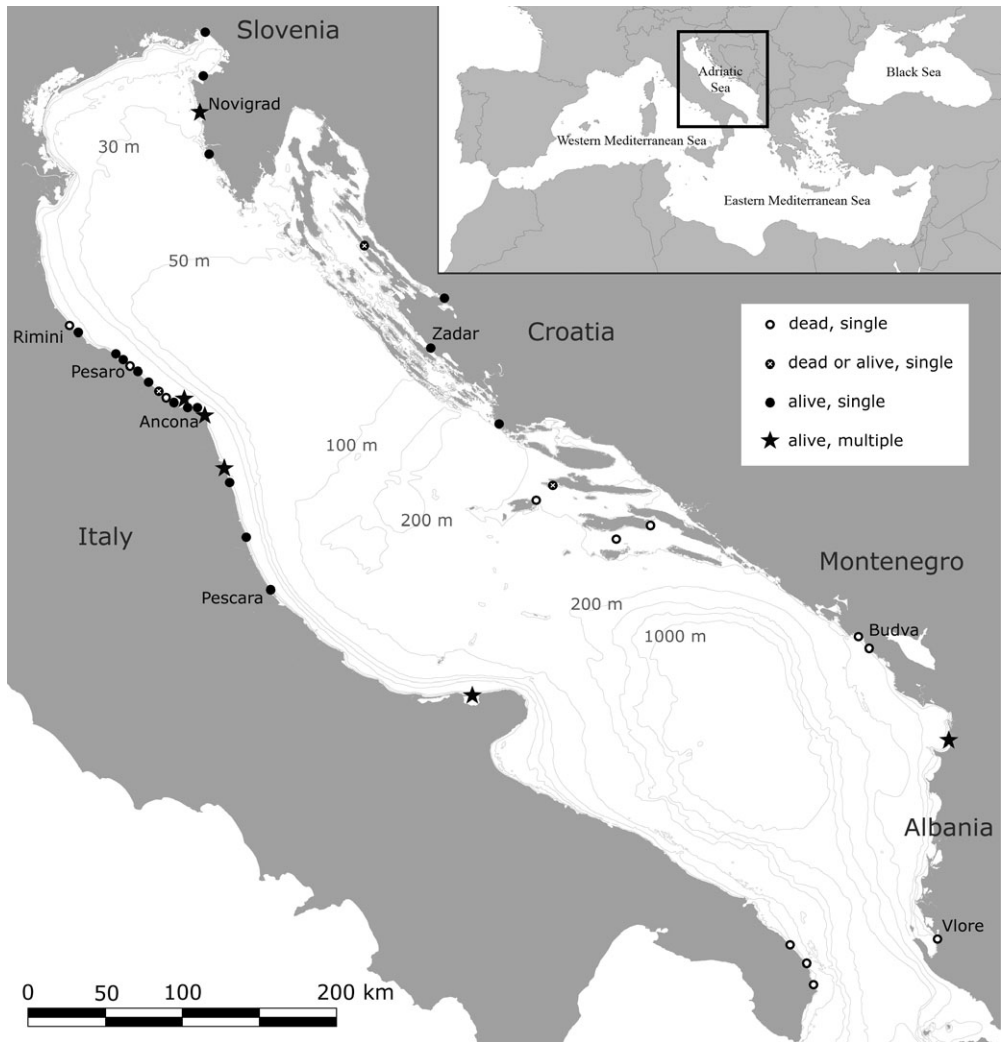 Slovenia
Novigrad
30 m
50 m
Rimini
Pesaro
Ancona
Zadar
Croatia
100 m
200 m
Italy
Pescara
200 m
1000 m
Montenegro
Budva
Albania
Vlore
0 50 100 200 km
Adriatic
Sea
Black Sea
Western Mediterranean Sea
Eastern Mediterranean Sea
dead, single
dead or alive, single
alive, single
alive, multiple